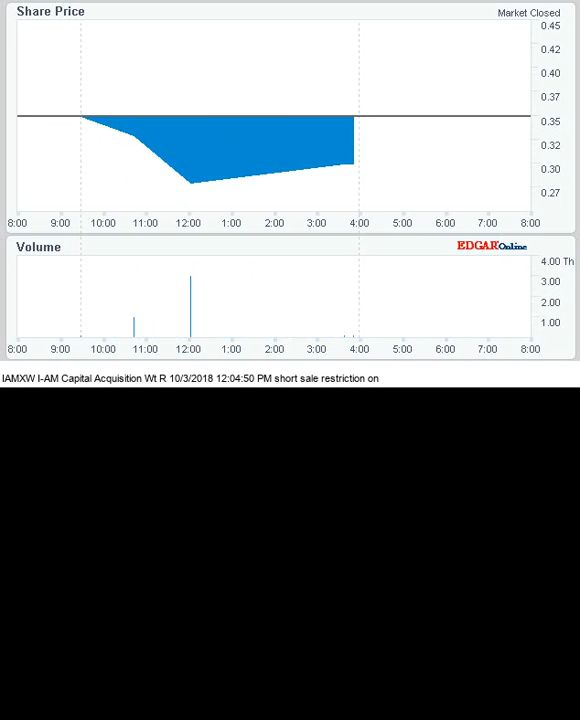 Share Price
Market Closed
0.45
0.42
0.40
0.37
0.35
0.32
0.30
0.27
8:00 9:00 10:00 11:00 12:00 1:00 2:00 3:00 4:00 5:00 6:00 7:00 8:00
Volume
EDGAROnline
4.00 Th
3.00
2.00
1.00
8:00 9:00 10:00 11:00 12:00 1:00 2:00 3:00 4:00 5:00 6:00 7:00 8:00
IAMXW I-AM Capital Acquisition Wt R 10/3/2018 12:04:50 PM short sale restriction on